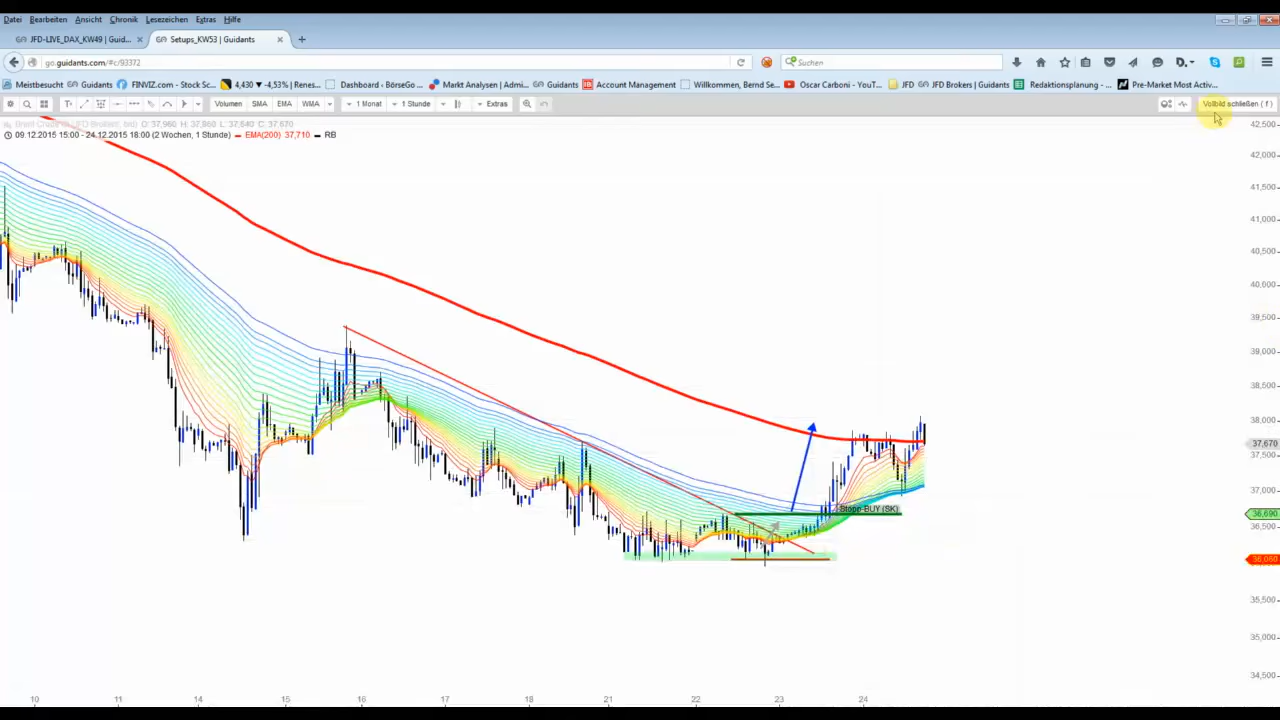 Datei Bearbeiten Ansicht Chronik Lesezeichen Extras Hilfe
JFD-LIVE_DAX_KW49 | Guid... × Setups_KW53 | Guidants × +
go.guidants.com/#c/93372 Suchen
Meistbesucht Guidants FINVIZ.com - Stock Sc... 4,430 ▼ -4,53% | Renes... Dashboard - BörseGo ... Markt Analysen | Admi... Guidants Account Management Willkommen, Bernd Se... Oscar Carboni - YouT... JFD JFD Brokers | Guidants Redaktionsplanung - ... Pre-Market Most Activ...
Volumen SMA EMA WMA 1 Monat 1 Stunde Extras Vollbild schließen ( f )
09.12.2015 15:00 - 24.12.2015 18:00 (2 Wochen, 1 Stunde) EMA(200) 37,710 RB
42,500
42,000
41,500
41,000
40,500
40,000
39,500
39,000
38,500
38,000
37,670
37,500
37,000
Stopp-BUY (SK)
36,690
36,500
36,050
35,500
35,000
34,500
10 11 14 15 16 17 18 21 22 23 24